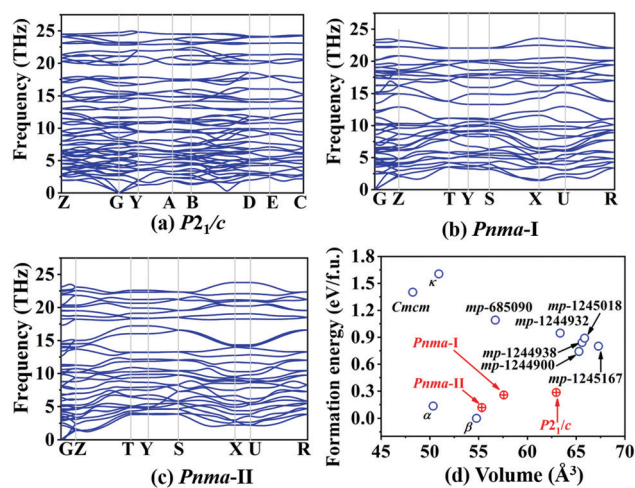 Frequency (THz)
25
20
15
10
5
0
Z G Y A B D E C
(a) P2₁/c
Frequency (THz)
25
20
15
10
5
0
G Z T Y S X U R
(b) Pnma-I
Frequency (THz)
25
20
15
10
5
0
G Z T Y S X U R
(c) Pnma-II
Formation energy (eV/f.u.)
1.8
1.5
1.2
0.9
0.6
0.3
0.0
κ
Cmcm
mp-685090
mp-1245018
mp-1244932
mp-1244938
mp-1244900
mp-1245167
Pnma-I
Pnma-II
α
β
P2₁/c
45 50 55 60 65 70
(d) Volume (Å³)